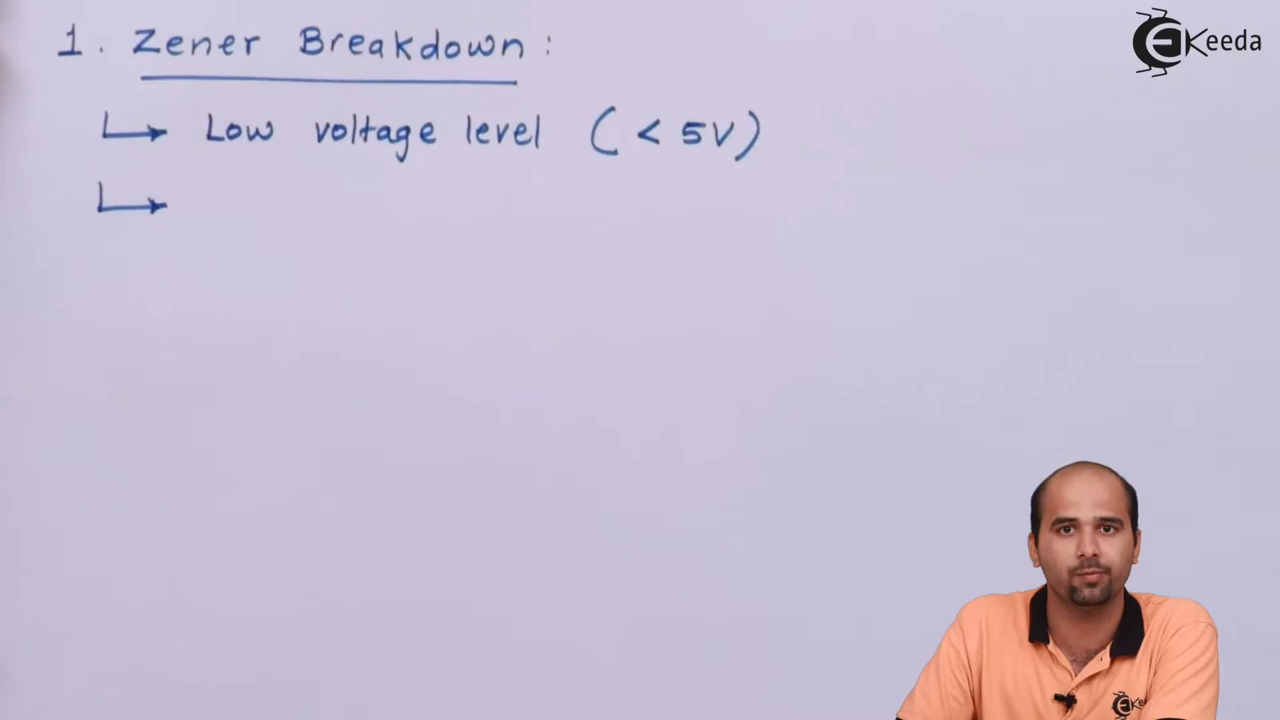 1. Zener Breakdown :
Low voltage level ( < 5V )
EKeeda